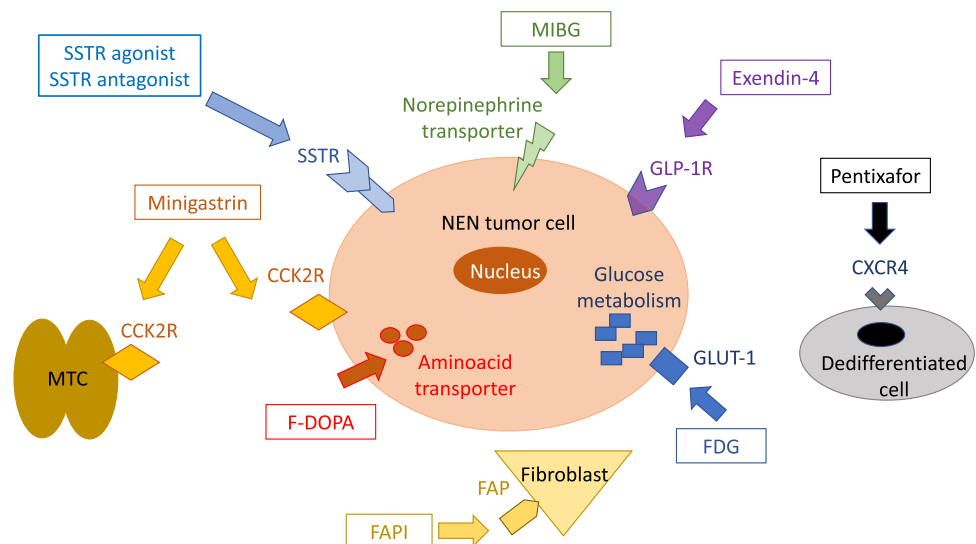 MIBG
SSTR agonist
SSTR antagonist
Exendin-4
Norepinephrine
transporter
SSTR
GLP-1R
Pentixafor
Minigastrin
NEN tumor cell
Nucleus
CCK2R
Glucose
metabolism
CXCR4
CCK2R
MTC
Aminoacid
transporter
GLUT-1
Dedifferentiated
cell
F-DOPA
FDG
Fibroblast
FAP
FAPI